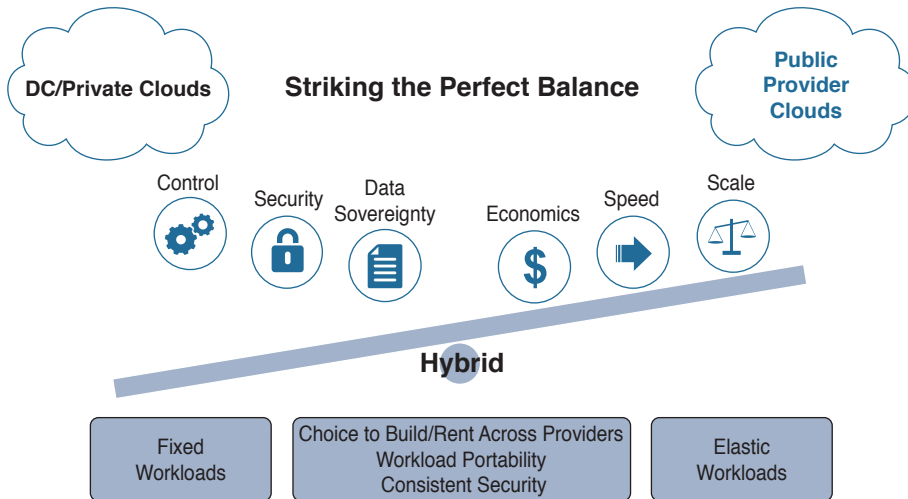 DC/Private Clouds
Striking the Perfect Balance
Public
Provider
Clouds
Control
Security
Data
Sovereignty
Economics
Speed
Scale
$
Hybrid
Fixed
Workloads
Choice to Build/Rent Across Providers
Workload Portability
Consistent Security
Elastic
Workloads